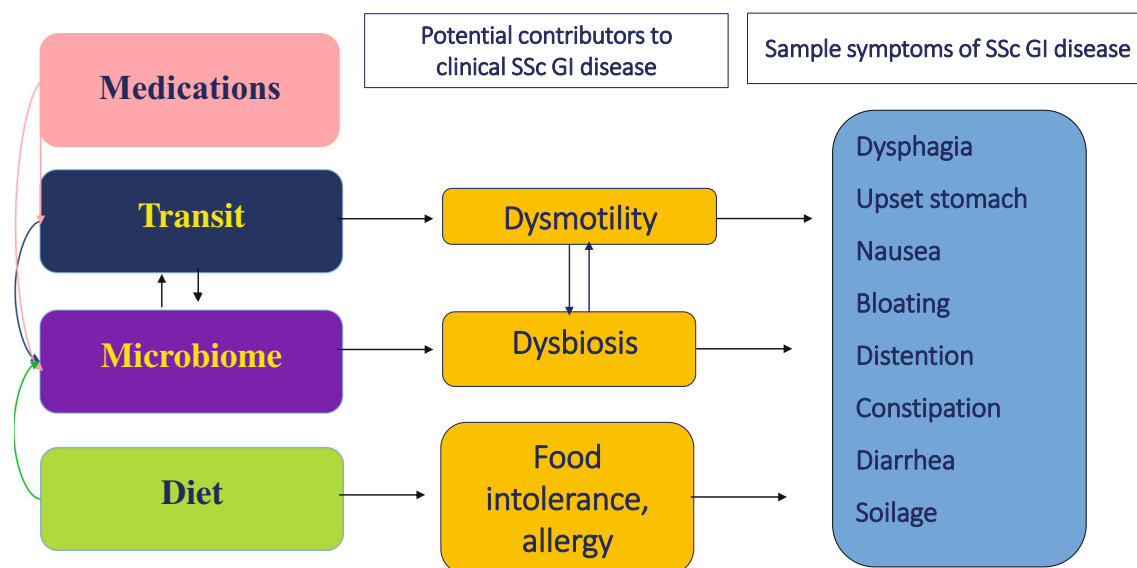 Potential contributors to
clinical SSc GI disease
Sample symptoms of SSc GI disease
Medications
Transit
Microbiome
Diet
Dysmotility
Dysbiosis
Food
intolerance,
allergy
Dysphagia
Upset stomach
Nausea
Bloating
Distention
Constipation
Diarrhea
Soilage